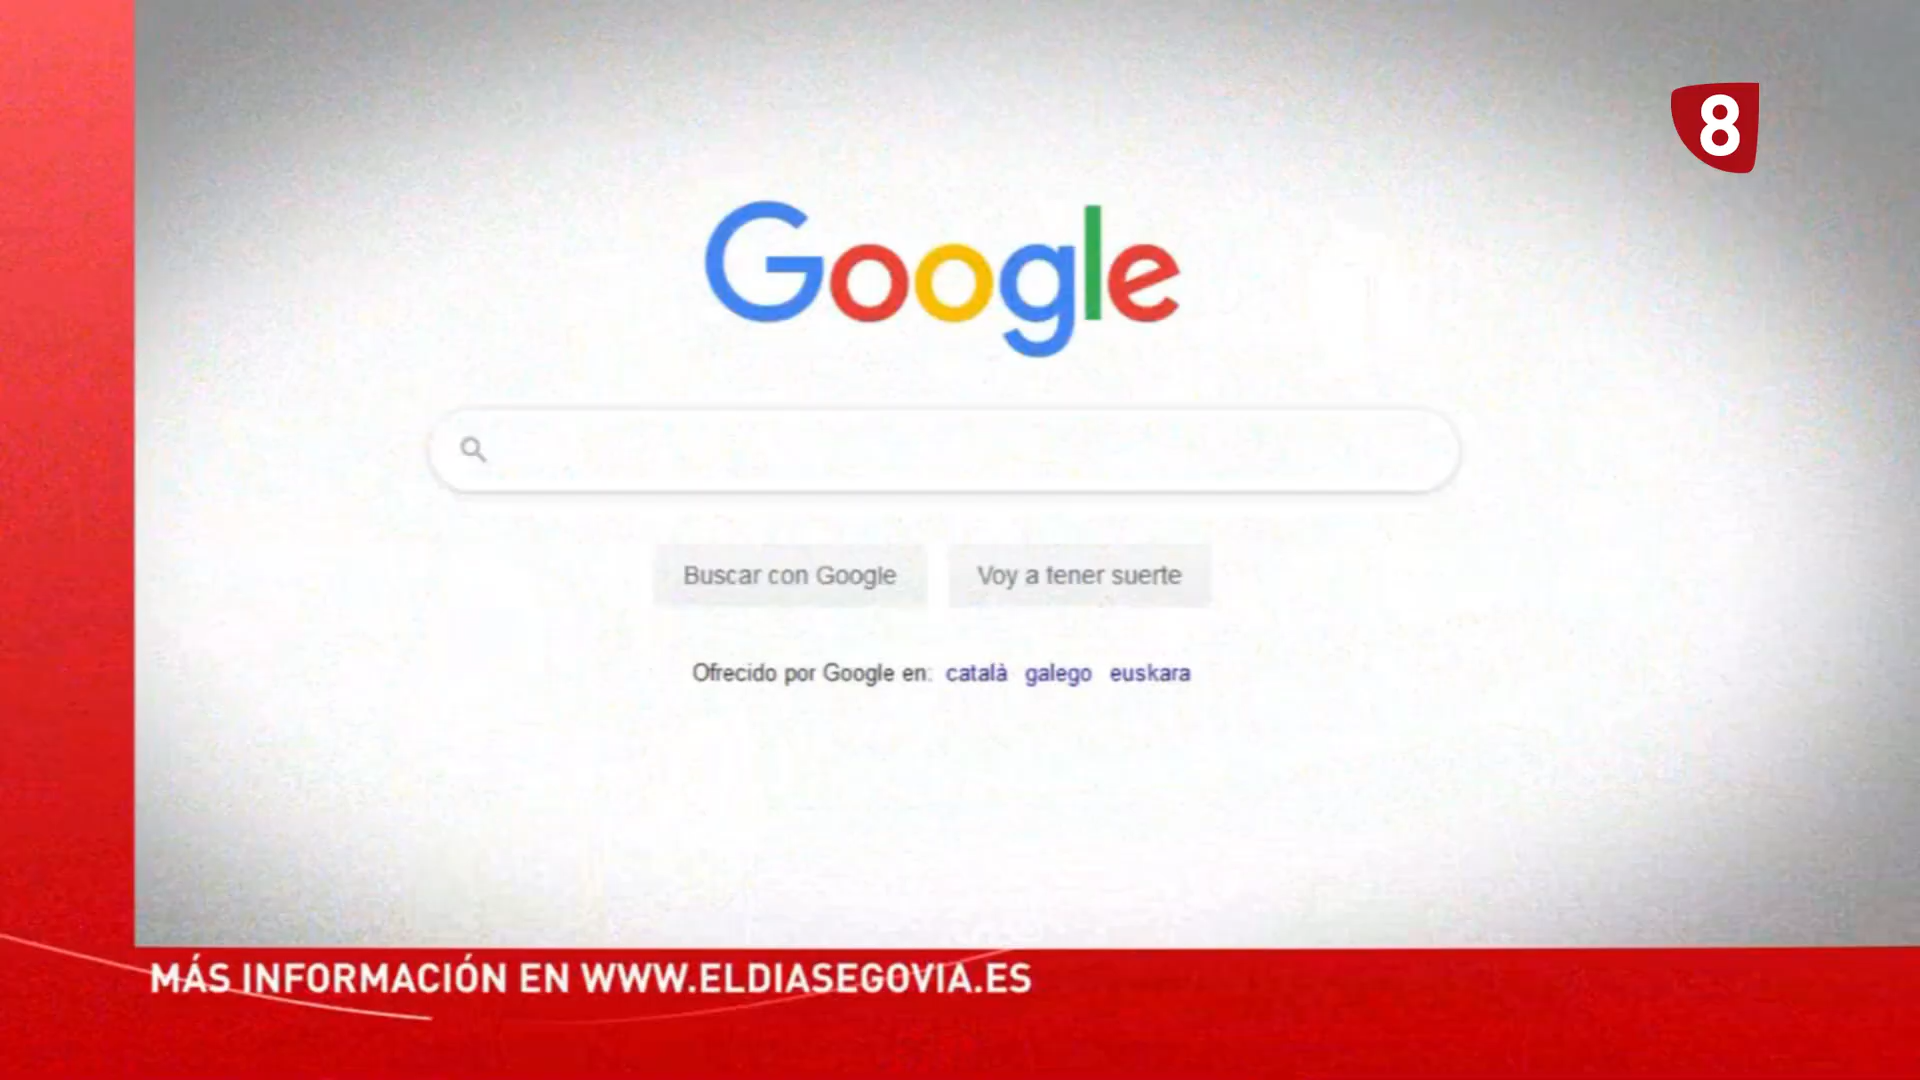 8
Google
Buscar con Google Voy a tener suerte
Ofrecido por Google en: català galego euskara
MÁS INFORMACIÓN EN WWW.ELDIASEGOVIA.ES